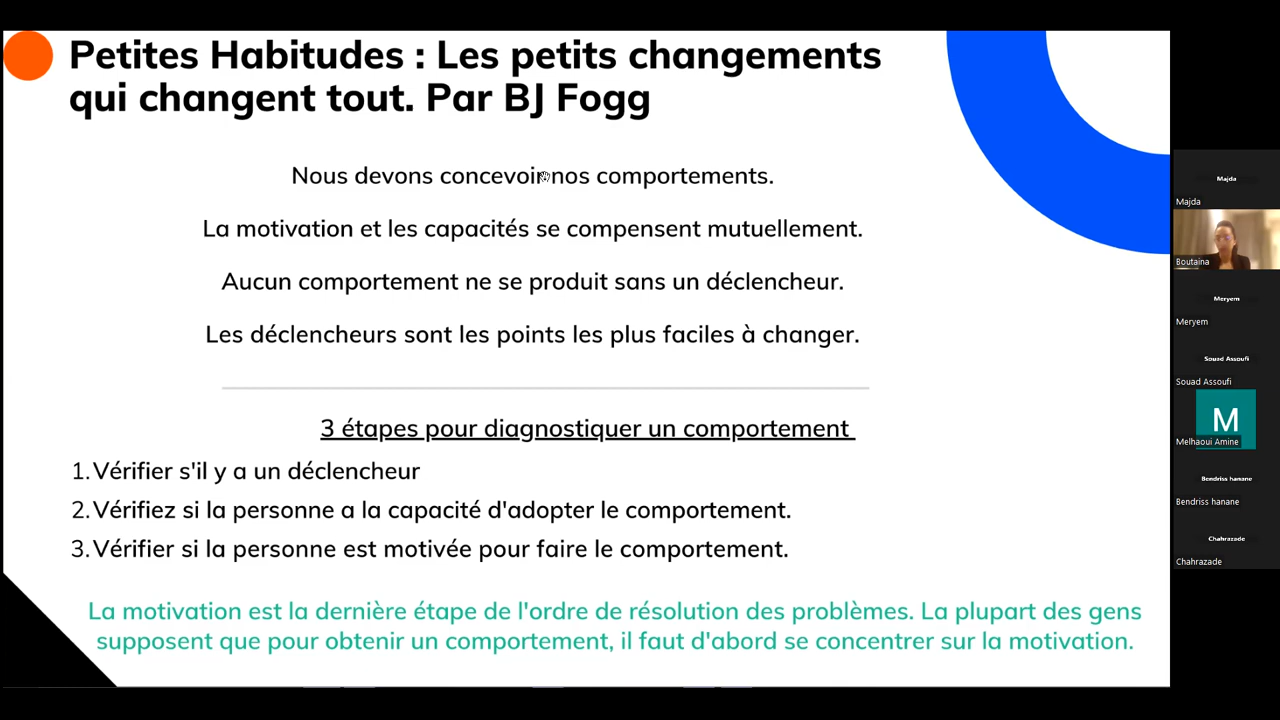 Petites Habitudes : Les petits changements
qui changent tout. Par BJ Fogg
Nous devons concevoir nos comportements.
La motivation et les capacités se compensent mutuellement.
Aucun comportement ne se produit sans un déclencheur.
Les déclencheurs sont les points les plus faciles à changer.
3 étapes pour diagnostiquer un comportement
1. Vérifier s'il y a un déclencheur
2. Vérifiez si la personne a la capacité d'adopter le comportement.
3. Vérifier si la personne est motivée pour faire le comportement.
La motivation est la dernière étape de l'ordre de résolution des problèmes. La plupart des gens
supposent que pour obtenir un comportement, il faut d'abord se concentrer sur la motivation.
Majda
Majda
Boutaina
Meryem
Meryem
Souad Assoufi
Souad Assoufi
M
Melhaoui Amine
Bendriss hanane
Bendriss hanane
Chahrazade
Chahrazade